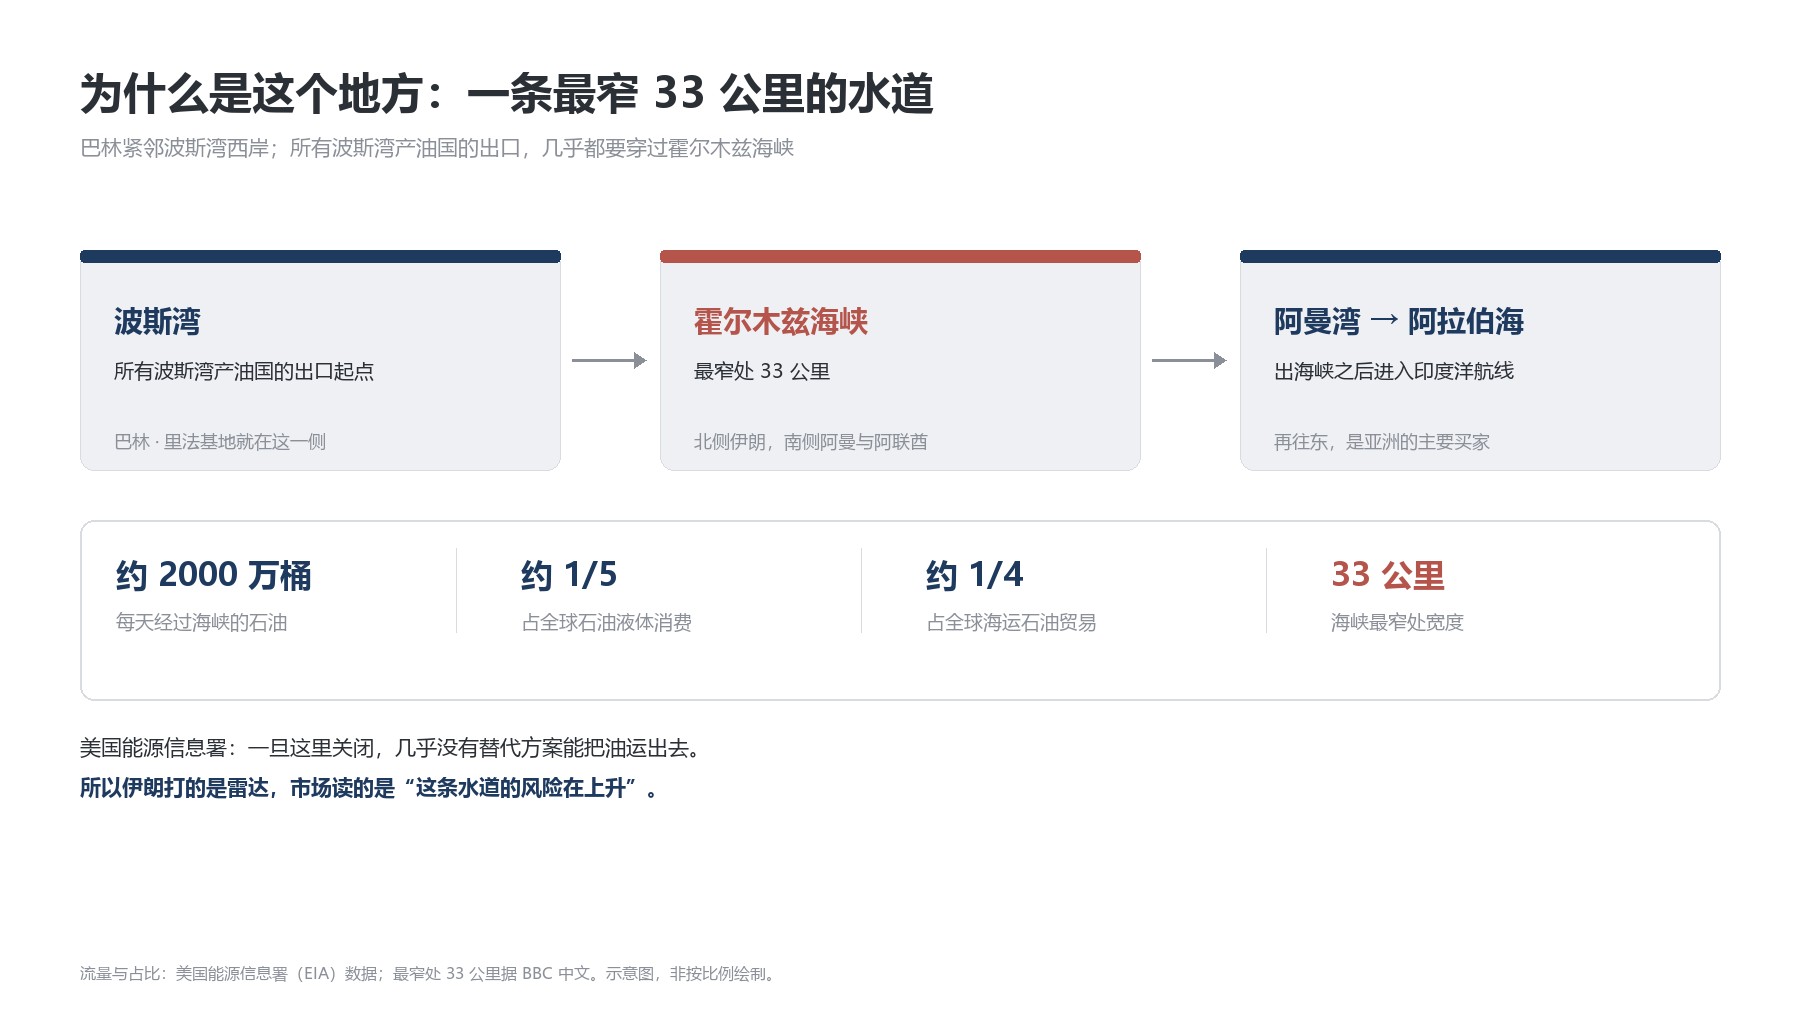 为什么是这个地方：一条最窄 33 公里的水道
巴林紧邻波斯湾西岸；所有波斯湾产油国的出口，几乎都要穿过霍尔木兹海峡
波斯湾
所有波斯湾产油国的出口起点
巴林 · 里法基地就在这一侧
霍尔木兹海峡
最窄处 33 公里
北侧伊朗，南侧阿曼与阿联酋
阿曼湾 → 阿拉伯海
出海峡之后进入印度洋航线
再往东，是亚洲的主要买家
约 2000 万桶
每天经过海峡的石油
约 1/5
占全球石油液体消费
约 1/4
占全球海运石油贸易
33 公里
海峡最窄处宽度
美国能源信息署：一旦这里关闭，几乎没有替代方案能把油运出去。
所以伊朗打的是雷达，市场读的是“这条水道的风险在上升”。
流量与占比：美国能源信息署（EIA）数据；最窄处 33 公里据 BBC 中文。示意图，非按比例绘制。